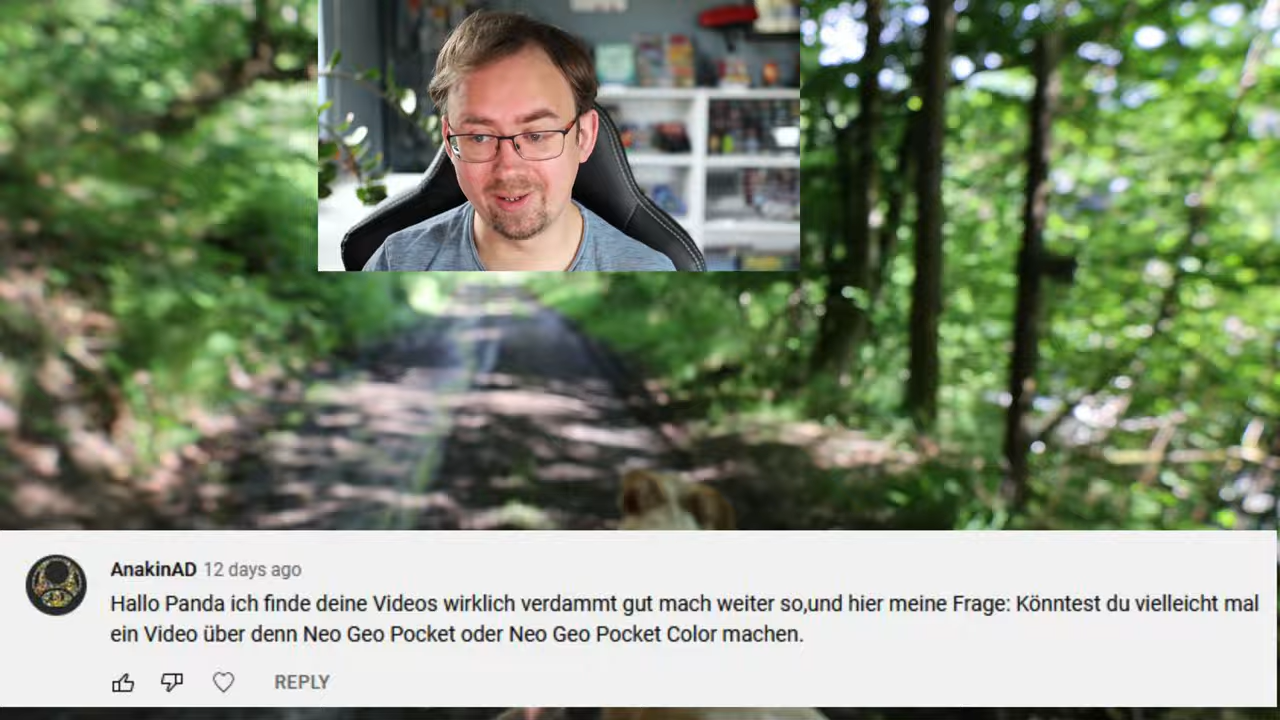 AnakinAD 12 days ago
Hallo Panda ich finde deine Videos wirklich verdammt gut mach weiter so,und hier meine Frage: Könntest du vielleicht mal
ein Video über denn Neo Geo Pocket oder Neo Geo Pocket Color machen.
REPLY